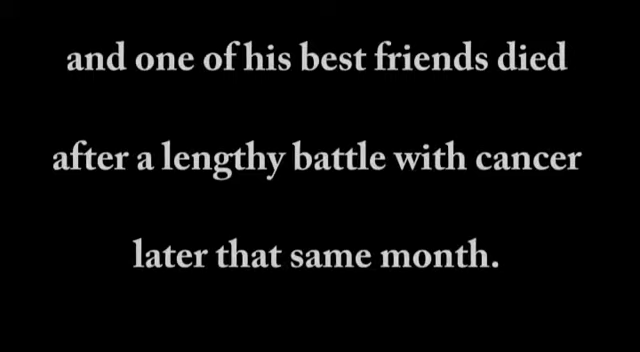 and one of his best friends died
after a lengthy battle with cancer
later that same month.